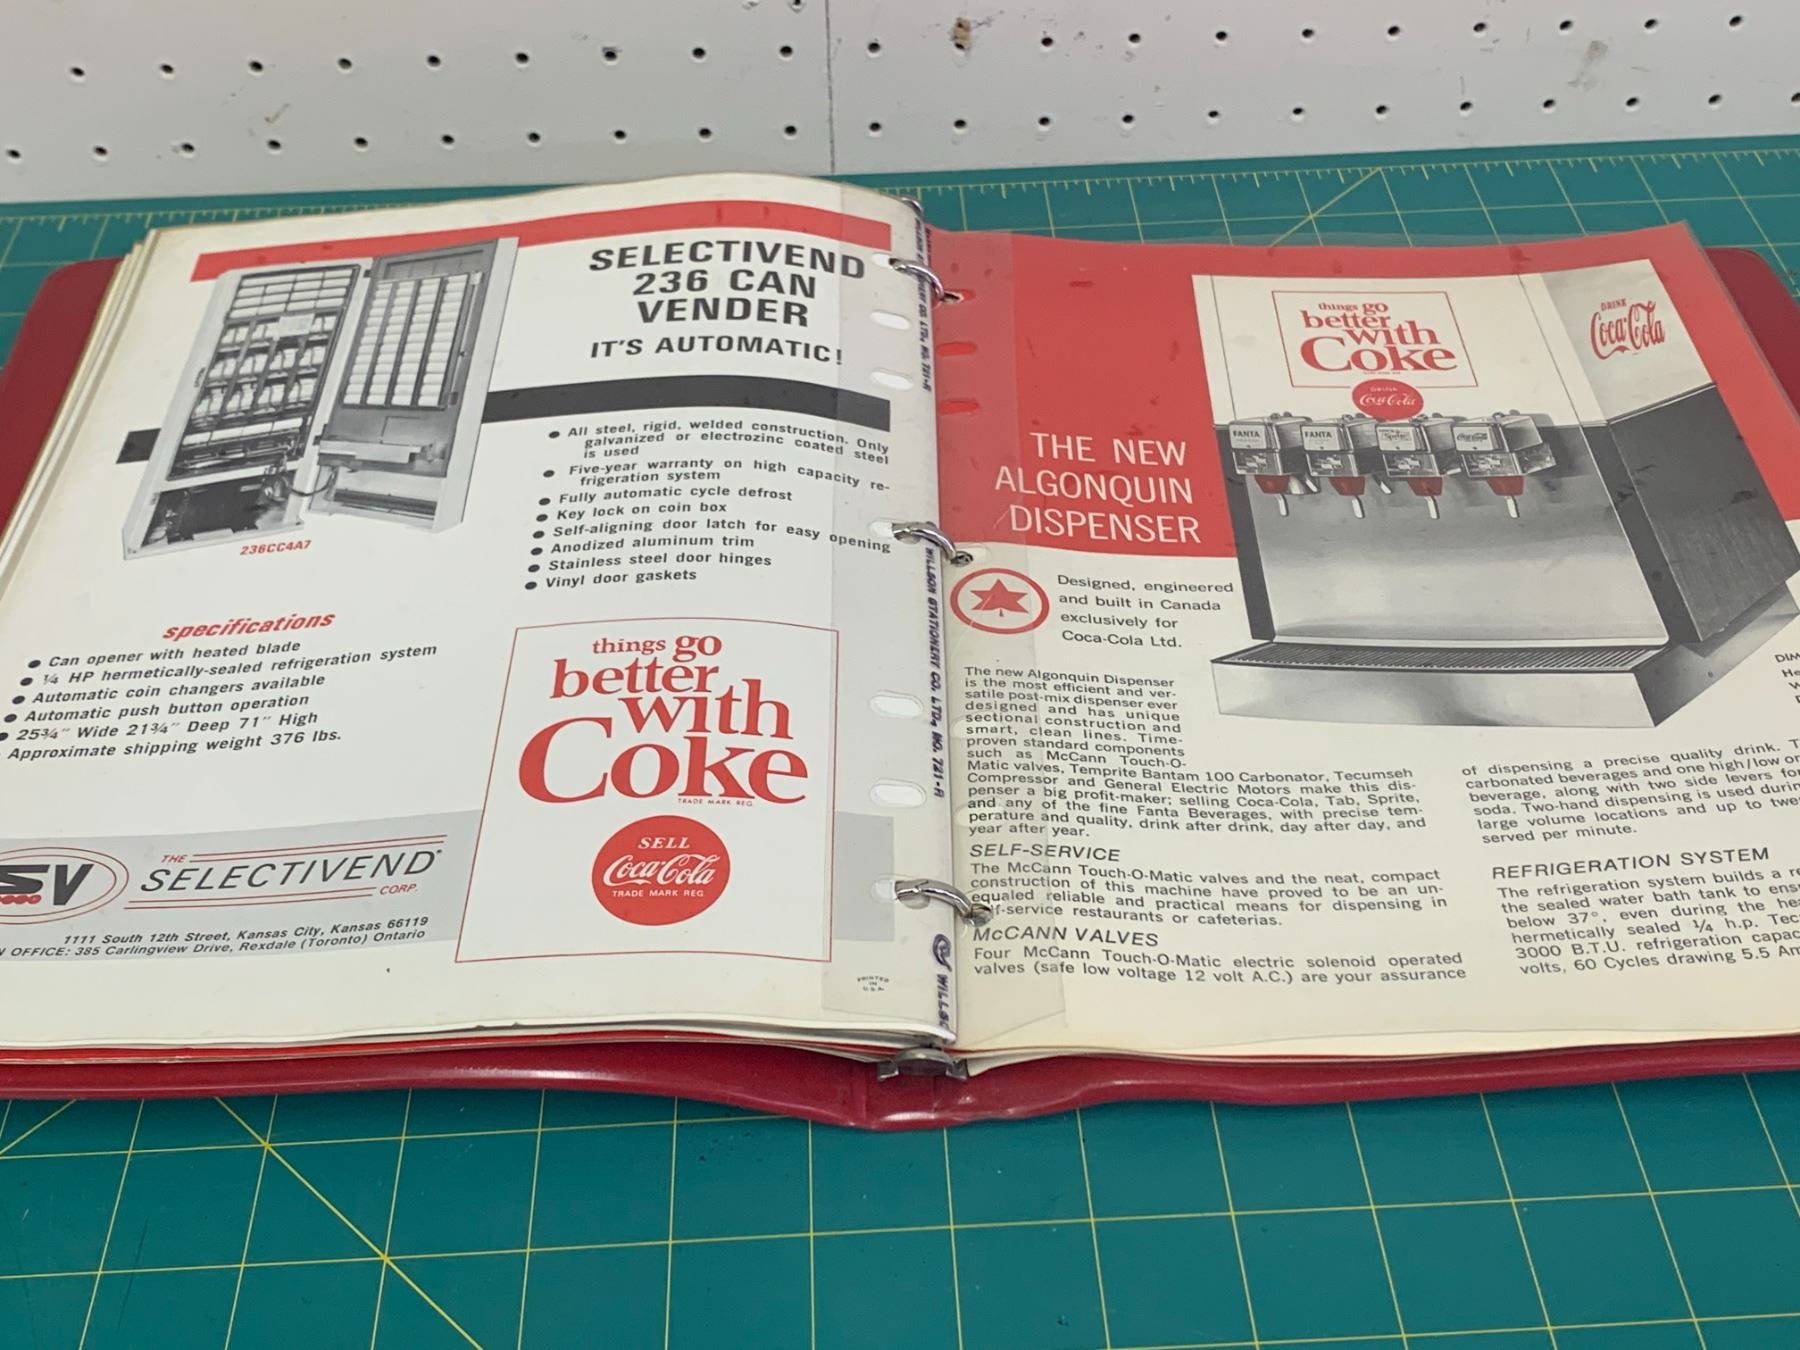 SELECTIVEND
236 CAN
VENDER
IT'S AUTOMATIC!
All steel, rigid, welded construction. Only
galvanized or electrozinc coated steel
is used
Five-year warranty on high capacity re-
frigeration system
Fully automatic cycle defrost
Key lock on coin box
Self-aligning door latch for easy opening
Anodized aluminum trim
Stainless steel door hinges
Vinyl door gaskets
236CC4A7
specifications
Can opener with heated blade
¼ HP hermetically-sealed refrigeration system
Automatic coin changers available
Automatic push button operation
25¾″ Wide 21¾″ Deep 71″ High
Approximate shipping weight 376 lbs.
things go
better
with
Coke
TRADE MARK REG.
SELL
Coca-Cola
TRADE MARK REG.
SV
THE
SELECTIVEND
CORP.
1111 South 12th Street, Kansas City, Kansas 66119
OFFICE: 385 Carlingview Drive, Rexdale (Toronto) Ontario
PRINTED
IN
U.S.A.
WILLSON STATIONERY CO. LTD. NO. 721-R
THE NEW
ALGONQUIN
DISPENSER
things go
better
with
Coke
DRINK
Coca-Cola
DRINK
Coca-Cola
FANTA
FANTA
Sprite
Coca-Cola
Designed, engineered
and built in Canada
exclusively for
Coca-Cola Ltd.
The new Algonquin Dispenser
is the most efficient and ver-
satile post-mix dispenser ever
designed and has unique
sectional construction and
smart, clean lines. Time-
proven standard components
such as McCann Touch-O-
Matic valves, Temprite Bantam 100 Carbonator, Tecumseh
Compressor and General Electric Motors make this dis-
penser a big profit-maker; selling Coca-Cola, Tab, Sprite,
and any of the fine Fanta Beverages, with precise tem-
perature and quality, drink after drink, day after day, and
year after year.
SELF-SERVICE
The McCann Touch-O-Matic valves and the neat, compact
construction of this machine have proved to be an un-
equaled reliable and practical means for dispensing in
self-service restaurants or cafeterias.
McCANN VALVES
Four McCann Touch-O-Matic electric solenoid operated
valves (safe low voltage 12 volt A.C.) are your assurance
of dispensing a precise quality drink.
carbonated beverages and one high/low
beverage, along with two side levers for
soda. Two-hand dispensing is used
large volume locations and up to
served per minute.
REFRIGERATION SYSTEM
The refrigeration system builds a
the sealed water bath tank to
below 37°, even during the
hermetically sealed ¼ h.p.
3000 B.T.U. refrigeration
volts, 60 Cycles drawing 5.5